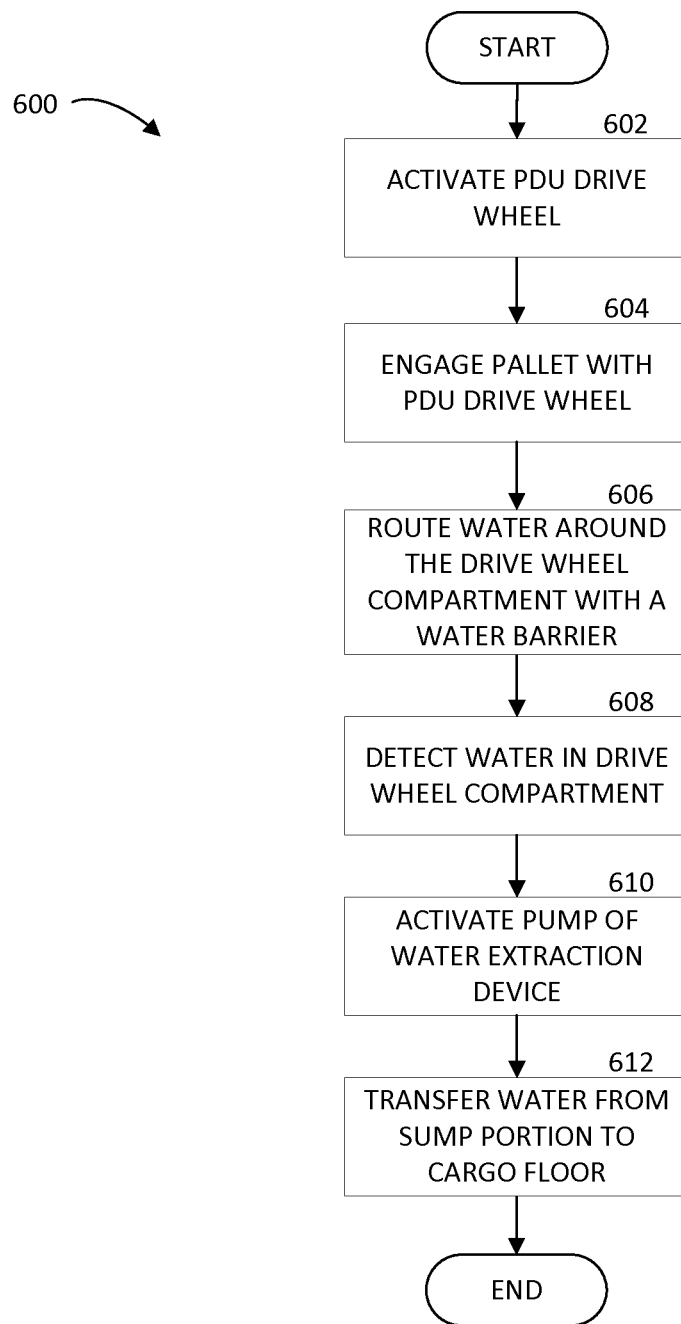 START
600
602
ACTIVATE PDU DRIVE
WHEEL
604
ENGAGE PALLET WITH
PDU DRIVE WHEEL
606
ROUTE WATER AROUND
THE DRIVE WHEEL
COMPARTMENT WITH A
WATER BARRIER
608
DETECT WATER IN DRIVE
WHEEL COMPARTMENT
610
ACTIVATE PUMP OF
WATER EXTRACTION
DEVICE
612
TRANSFER WATER FROM
SUMP PORTION TO
CARGO FLOOR
END